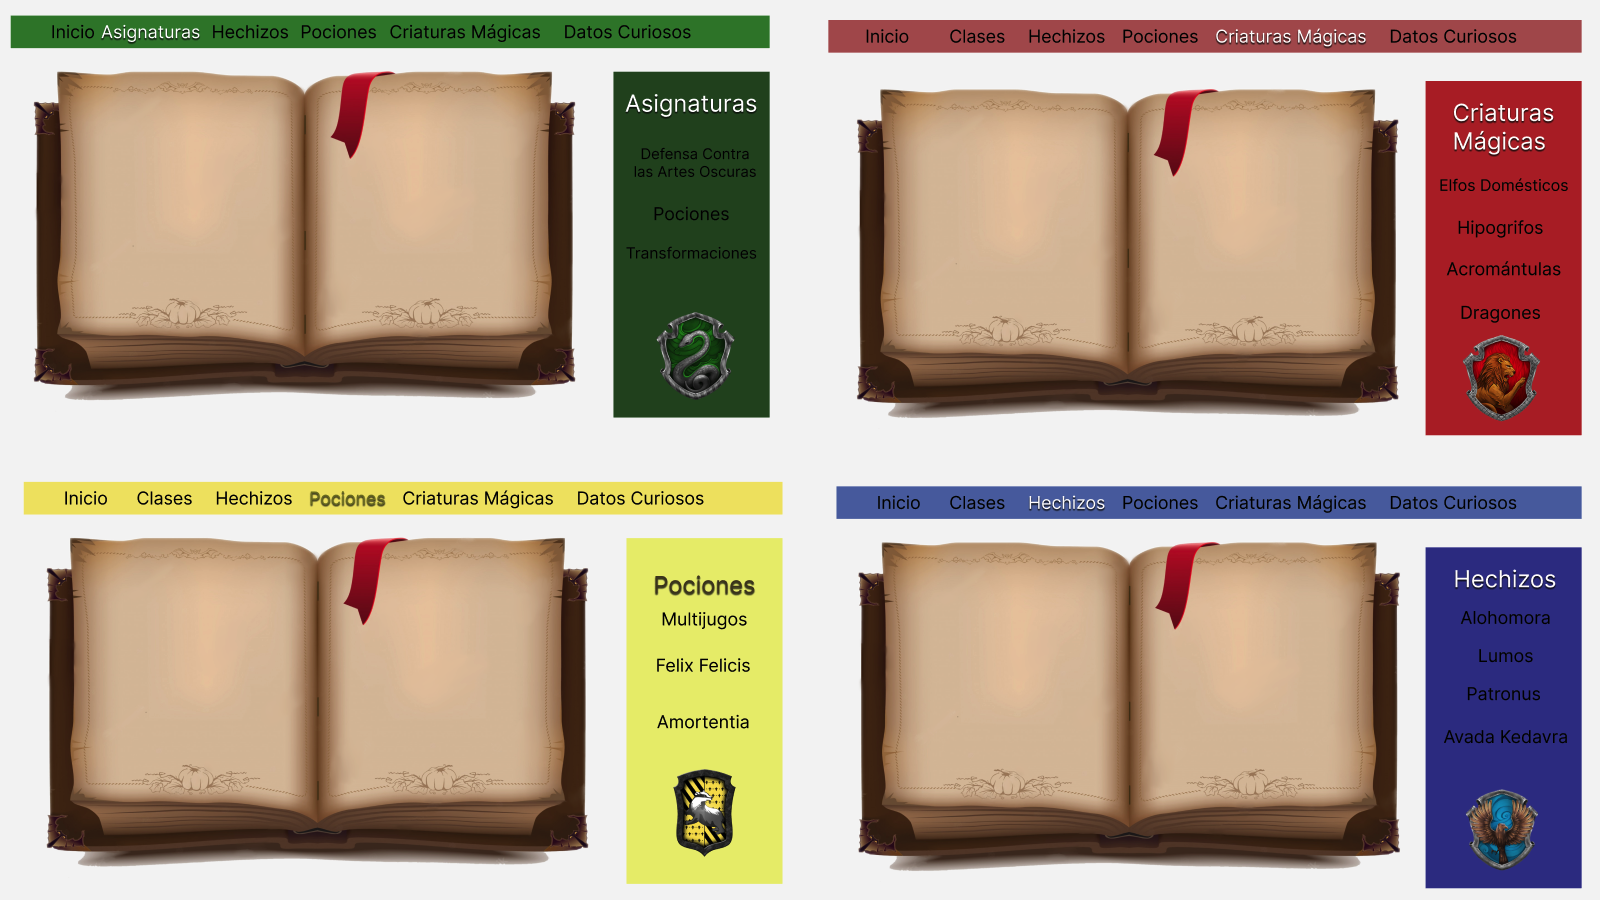 Inicio Asignaturas Hechizos Pociones Criaturas Mágicas Datos Curiosos
Asignaturas
Defensa Contra
las Artes Oscuras
Pociones
Transformaciones
Inicio Clases Hechizos Pociones Criaturas Mágicas Datos Curiosos
Criaturas
Mágicas
Elfos Domésticos
Hipogrifos
Acromántulas
Dragones
Inicio Clases Hechizos Pociones Criaturas Mágicas Datos Curiosos
Pociones
Multijugos
Felix Felicis
Amortentia
Inicio Clases Hechizos Pociones Criaturas Mágicas Datos Curiosos
Hechizos
Alohomora
Lumos
Patronus
Avada Kedavra